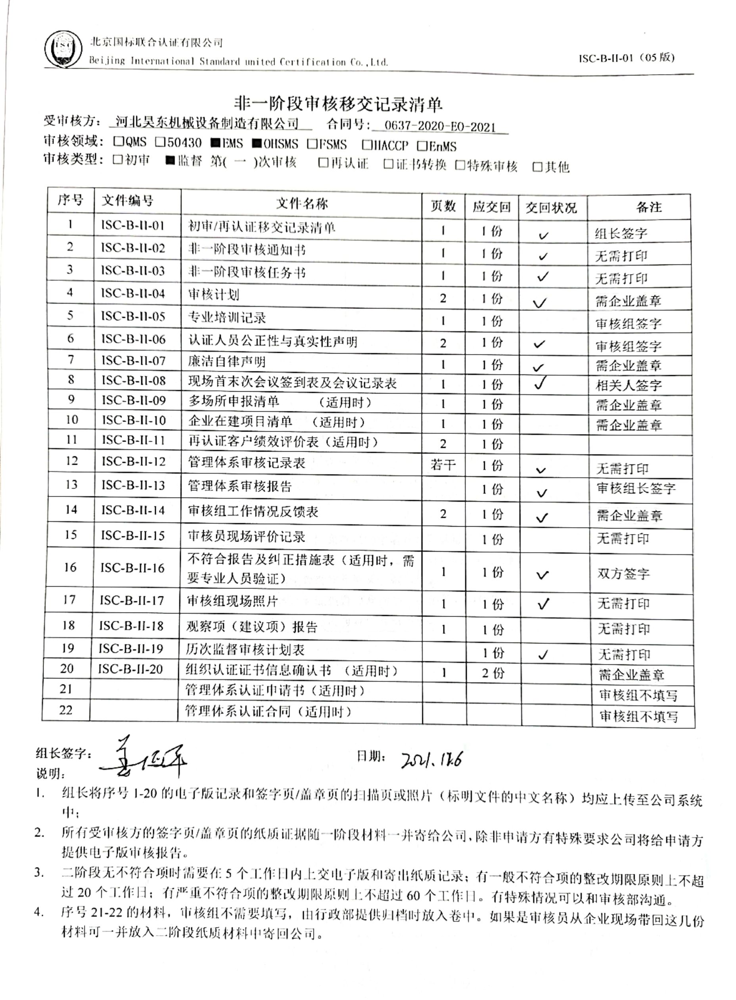 ISC
北京国标联合认证有限公司
Beijing International Standard united Certification Co.,Ltd.
ISC-B-II-01（05 版)
非一阶段审核移交记录清单
受审核方： 河北昊东机械设备制造有限公司 合同号： 0637-2020-EO-2021
审核领域：□QMS □50430 ■EMS ■OHSMS □FSMS □HACCP □EnMS
审核类型：□初审 ■监督 第( 一 )次审核 □再认证 □证书转换 □特殊审核 □其他
序号 文件编号 文件名称 页数 应交回 交回状况 备注
1 ISC-B-II-01 初审/再认证移交记录清单 1 1 份 ✓ 组长签字
2 ISC-B-II-02 非一阶段审核通知书 1 1 份 ✓ 无需打印
3 ISC-B-II-03 非一阶段审核任务书 1 1 份 ✓ 无需打印
4 ISC-B-II-04 审核计划 2 1 份 ✓ 需企业盖章
5 ISC-B-II-05 专业培训记录 1 1 份 审核组签字
6 ISC-B-II-06 认证人员公正性与真实性声明 2 1 份 ✓ 审核组签字
7 ISC-B-II-07 廉洁自律声明 1 1 份 ✓ 需企业盖章
8 ISC-B-II-08 现场首末次会议签到表及会议记录表 1 1 份 ✓ 相关人签字
9 ISC-B-II-09 多场所申报清单 （适用时） 1 1 份 需企业盖章
10 ISC-B-II-10 企业在建项目清单 （适用时） 1 1 份 需企业盖章
11 ISC-B-II-11 再认证客户绩效评价表（适用时） 2 1 份
12 ISC-B-II-12 管理体系审核记录表 若干 1 份 ✓ 无需打印
13 ISC-B-II-13 管理体系审核报告 1 份 ✓ 审核组长签字
14 ISC-B-II-14 审核组工作情况反馈表 2 1 份 ✓ 需企业盖章
15 ISC-B-II-15 审核员现场评价记录 1 份 无需打印
16 ISC-B-II-16 不符合报告及纠正措施表（适用时，需
要专业人员验证） 1 1 份 ✓ 双方签字
17 ISC-B-II-17 审核组现场照片 1 1 份 ✓ 无需打印
18 ISC-B-II-18 观察项（建议项）报告 1 1 份 无需打印
19 ISC-B-II-19 历次监督审核计划表 1 份 ✓ 无需打印
20 ISC-B-II-20 组织认证证书信息确认书 （适用时） 1 2 份 需企业盖章
21 管理体系认证申请书（适用时） 审核组不填写
22 管理体系认证合同（适用时） 审核组不填写
组长签字： 日期：
说明：
1. 组长将序号 1-20 的电子版记录和签字页/盖章页的扫描页或照片（标明文件的中文名称）均应上传至公司系统
中；
2. 所有受审核方的签字页/盖章页的纸质证据随一阶段材料一并寄给公司，除非申请方有特殊要求公司将给申请方
提供电子版审核报告。
3. 二阶段无不符合项时需要在 5 个工作日内上交电子版和寄出纸质记录；有一般不符合项的整改期限原则上不超
过 20 个工作日；有严重不符合项的整改期限原则上不超过 60 个工作日。有特殊情况可以和审核部沟通。
4. 序号 21-22 的材料，审核组不需要填写，由行政部提供归档时放入卷中。如果是审核员从企业现场带回这几份
材料可一并放入二阶段纸质材料中寄回公司。